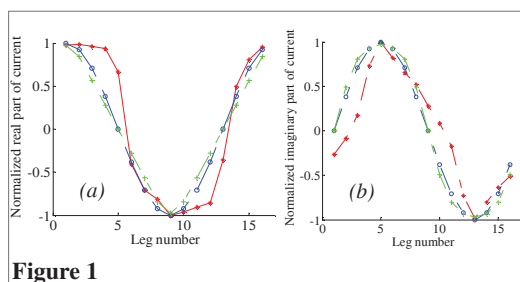 Normalized real part of current
1
0.5
0
-0.5
-1
0
5
10
15
Leg number
(a)
Normalized imaginary part of current
1
0.5
0
-0.5
-1
0
5
10
15
Leg number
(b)
Figure 1